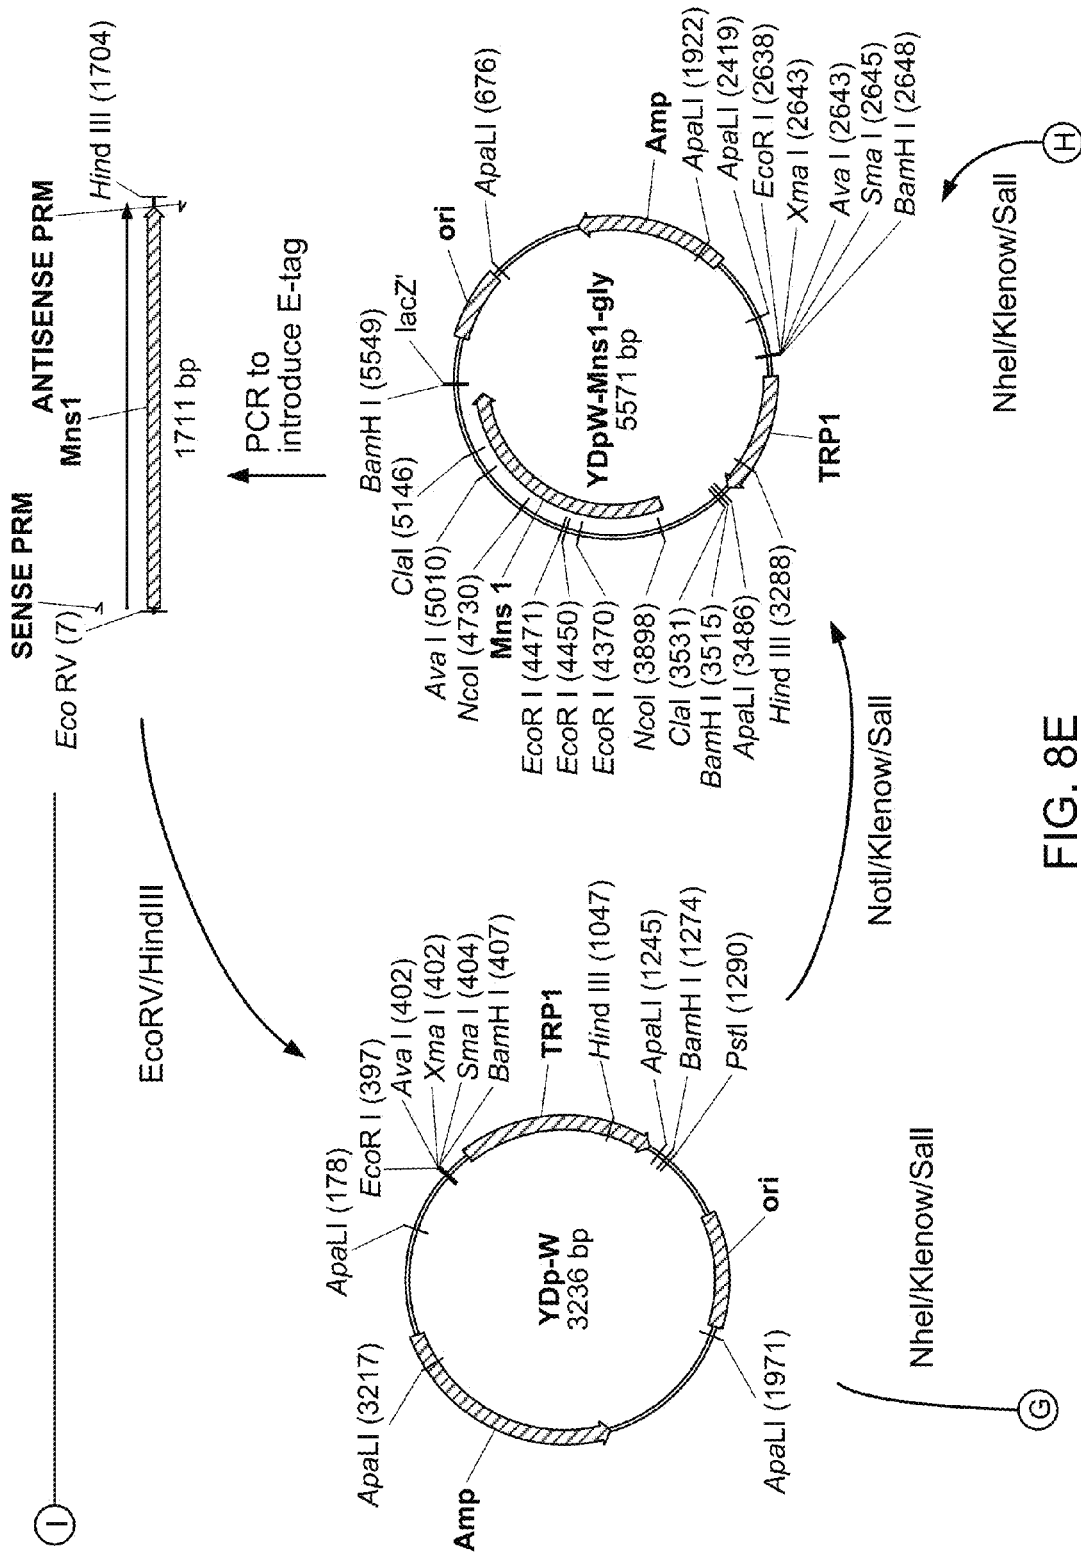 I
SENSE PRM
Eco RV (7)
ANTISENSE PRM
Mns1
1711 bp
Hind III (1704)
EcoRV/HindIII
PCR to
introduce E-tag
ApaLI (3217)
ApaLI (178)
EcoR I (397)
Ava I (402)
Xma I (402)
Sma I (404)
BamH I (407)
TRP1
Hind III (1047)
ApaLI (1245)
BamH I (1274)
PstI (1290)
ori
ApaLI (1971)
Amp
YDp-W
3236 bp
BamH I (5549)
lacZ'
ori
ApaLI (676)
ClaI (5146)
Ava I (5010)
NcoI (4730)
Mns 1
EcoR I (4471)
EcoR I (4450)
EcoR I (4370)
NcoI (3898)
ClaI (3531)
BamH I (3515)
ApaLI (3486)
Hind III (3288)
TRP1
YDpW-Mns1-gly
5571 bp
Amp
ApaLI (1922)
ApaLI (2419)
EcoR I (2638)
Xma I (2643)
Ava I (2643)
Sma I (2645)
BamH I (2648)
NotI/Klenow/SalI
NheI/Klenow/SalI
G
NheI/Klenow/SalI
H
FIG. 8E